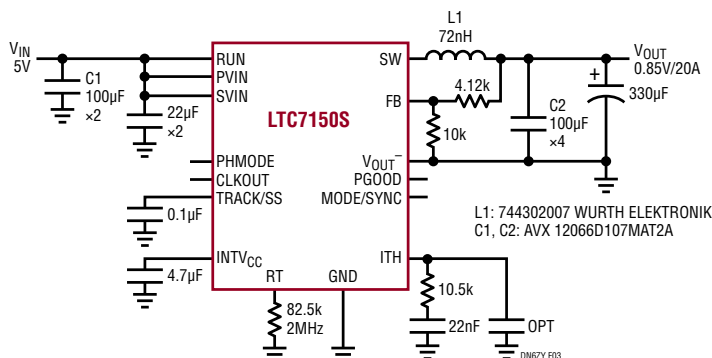 L1
72nH
VIN
5V
C1
100µF
×2
22µF
×2
RUN
PVIN
SVIN
LTC7150S
PHMODE
CLKOUT
TRACK/SS
0.1µF
INTVCC
4.7µF
RT
GND
82.5k
2MHz
SW
FB
4.12k
10k
VOUT–
PGOOD
MODE/SYNC
ITH
10.5k
22nF
OPT
C2
100µF
×4
VOUT
0.85V/20A
+
330µF
L1: 744302007 WURTH ELEKTRONIK
C1, C2: AVX 12066D107MAT2A
DN6ZY F03